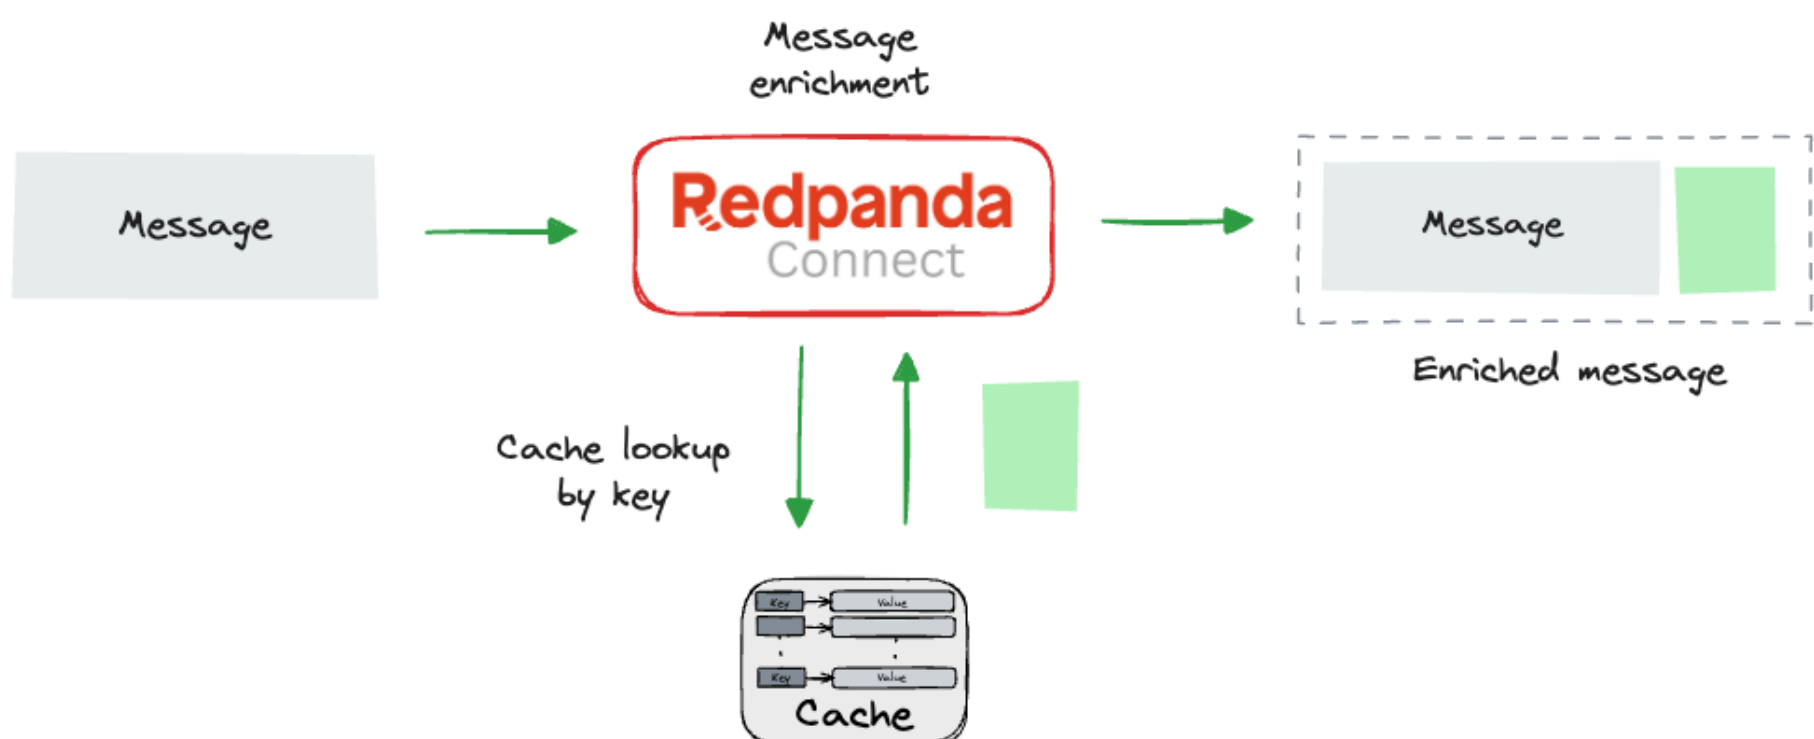 Message
enrichment
Message
Redpanda
Connect
Message
Enriched message
Cache lookup
by key
Key
Value
Key
Value
Cache